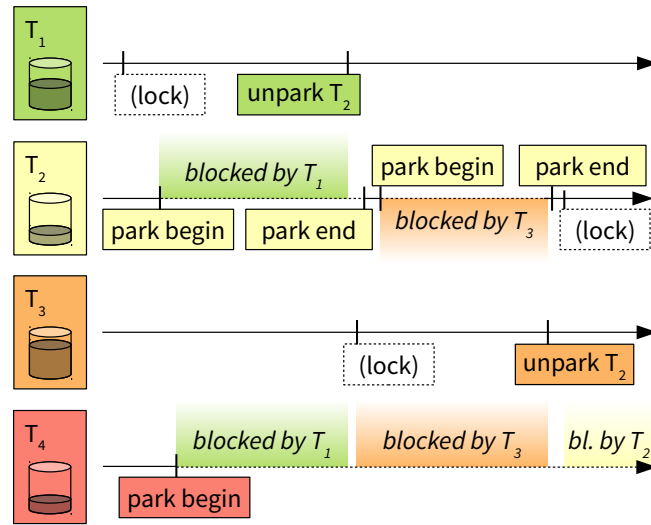 T₁
(lock)
unpark T₂
T₂
blocked by T₁
park begin
park end
park begin
park end
blocked by T₃
(lock)
T₃
(lock)
unpark T₂
T₄
blocked by T₁
blocked by T₃
bl. by T₂
park begin